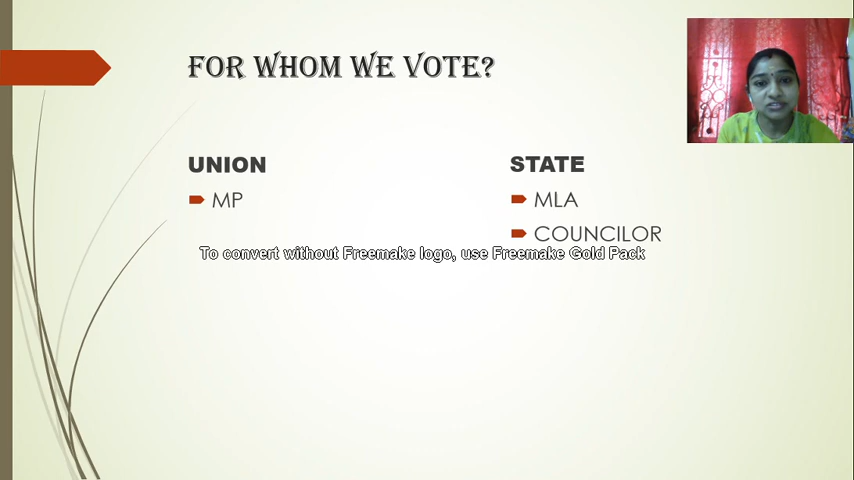 FOR WHOM WE VOTE?
UNION
MP
STATE
MLA
COUNCILOR
To convert without Freemake logo, use Freemake Gold Pack